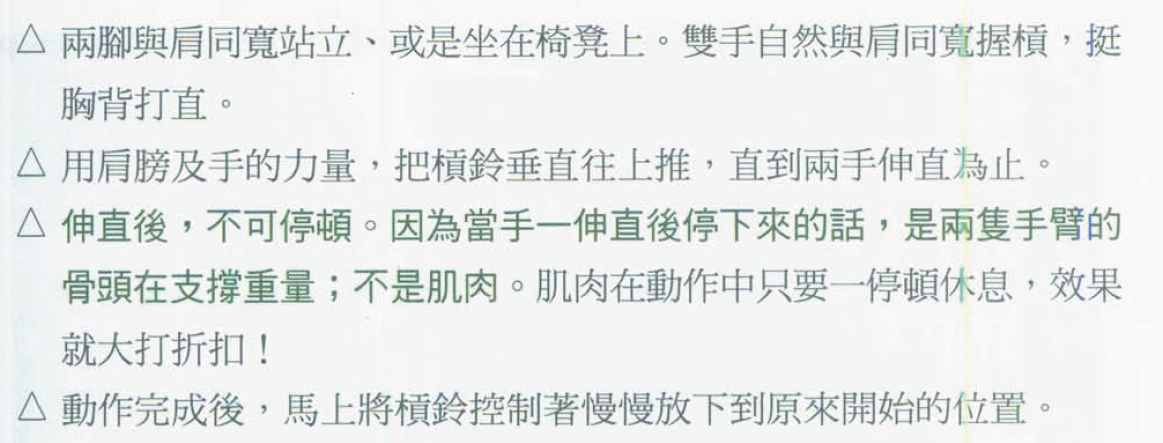 △ 兩腳與肩同寬站立、或是坐在椅凳上。雙手自然與肩同寬握槓，挺
胸背打直。
△ 用肩膀及手的力量，把槓鈴垂直往上推，直到兩手伸直為止。
△ 伸直後，不可停頓。因為當手一伸直後停下來的話，是兩隻手臂的
骨頭在支撐重量；不是肌肉。肌肉在動作中只要一停頓休息，效果
就大打折扣！
△ 動作完成後，馬上將槓鈴控制著慢慢放下到原來開始的位置。